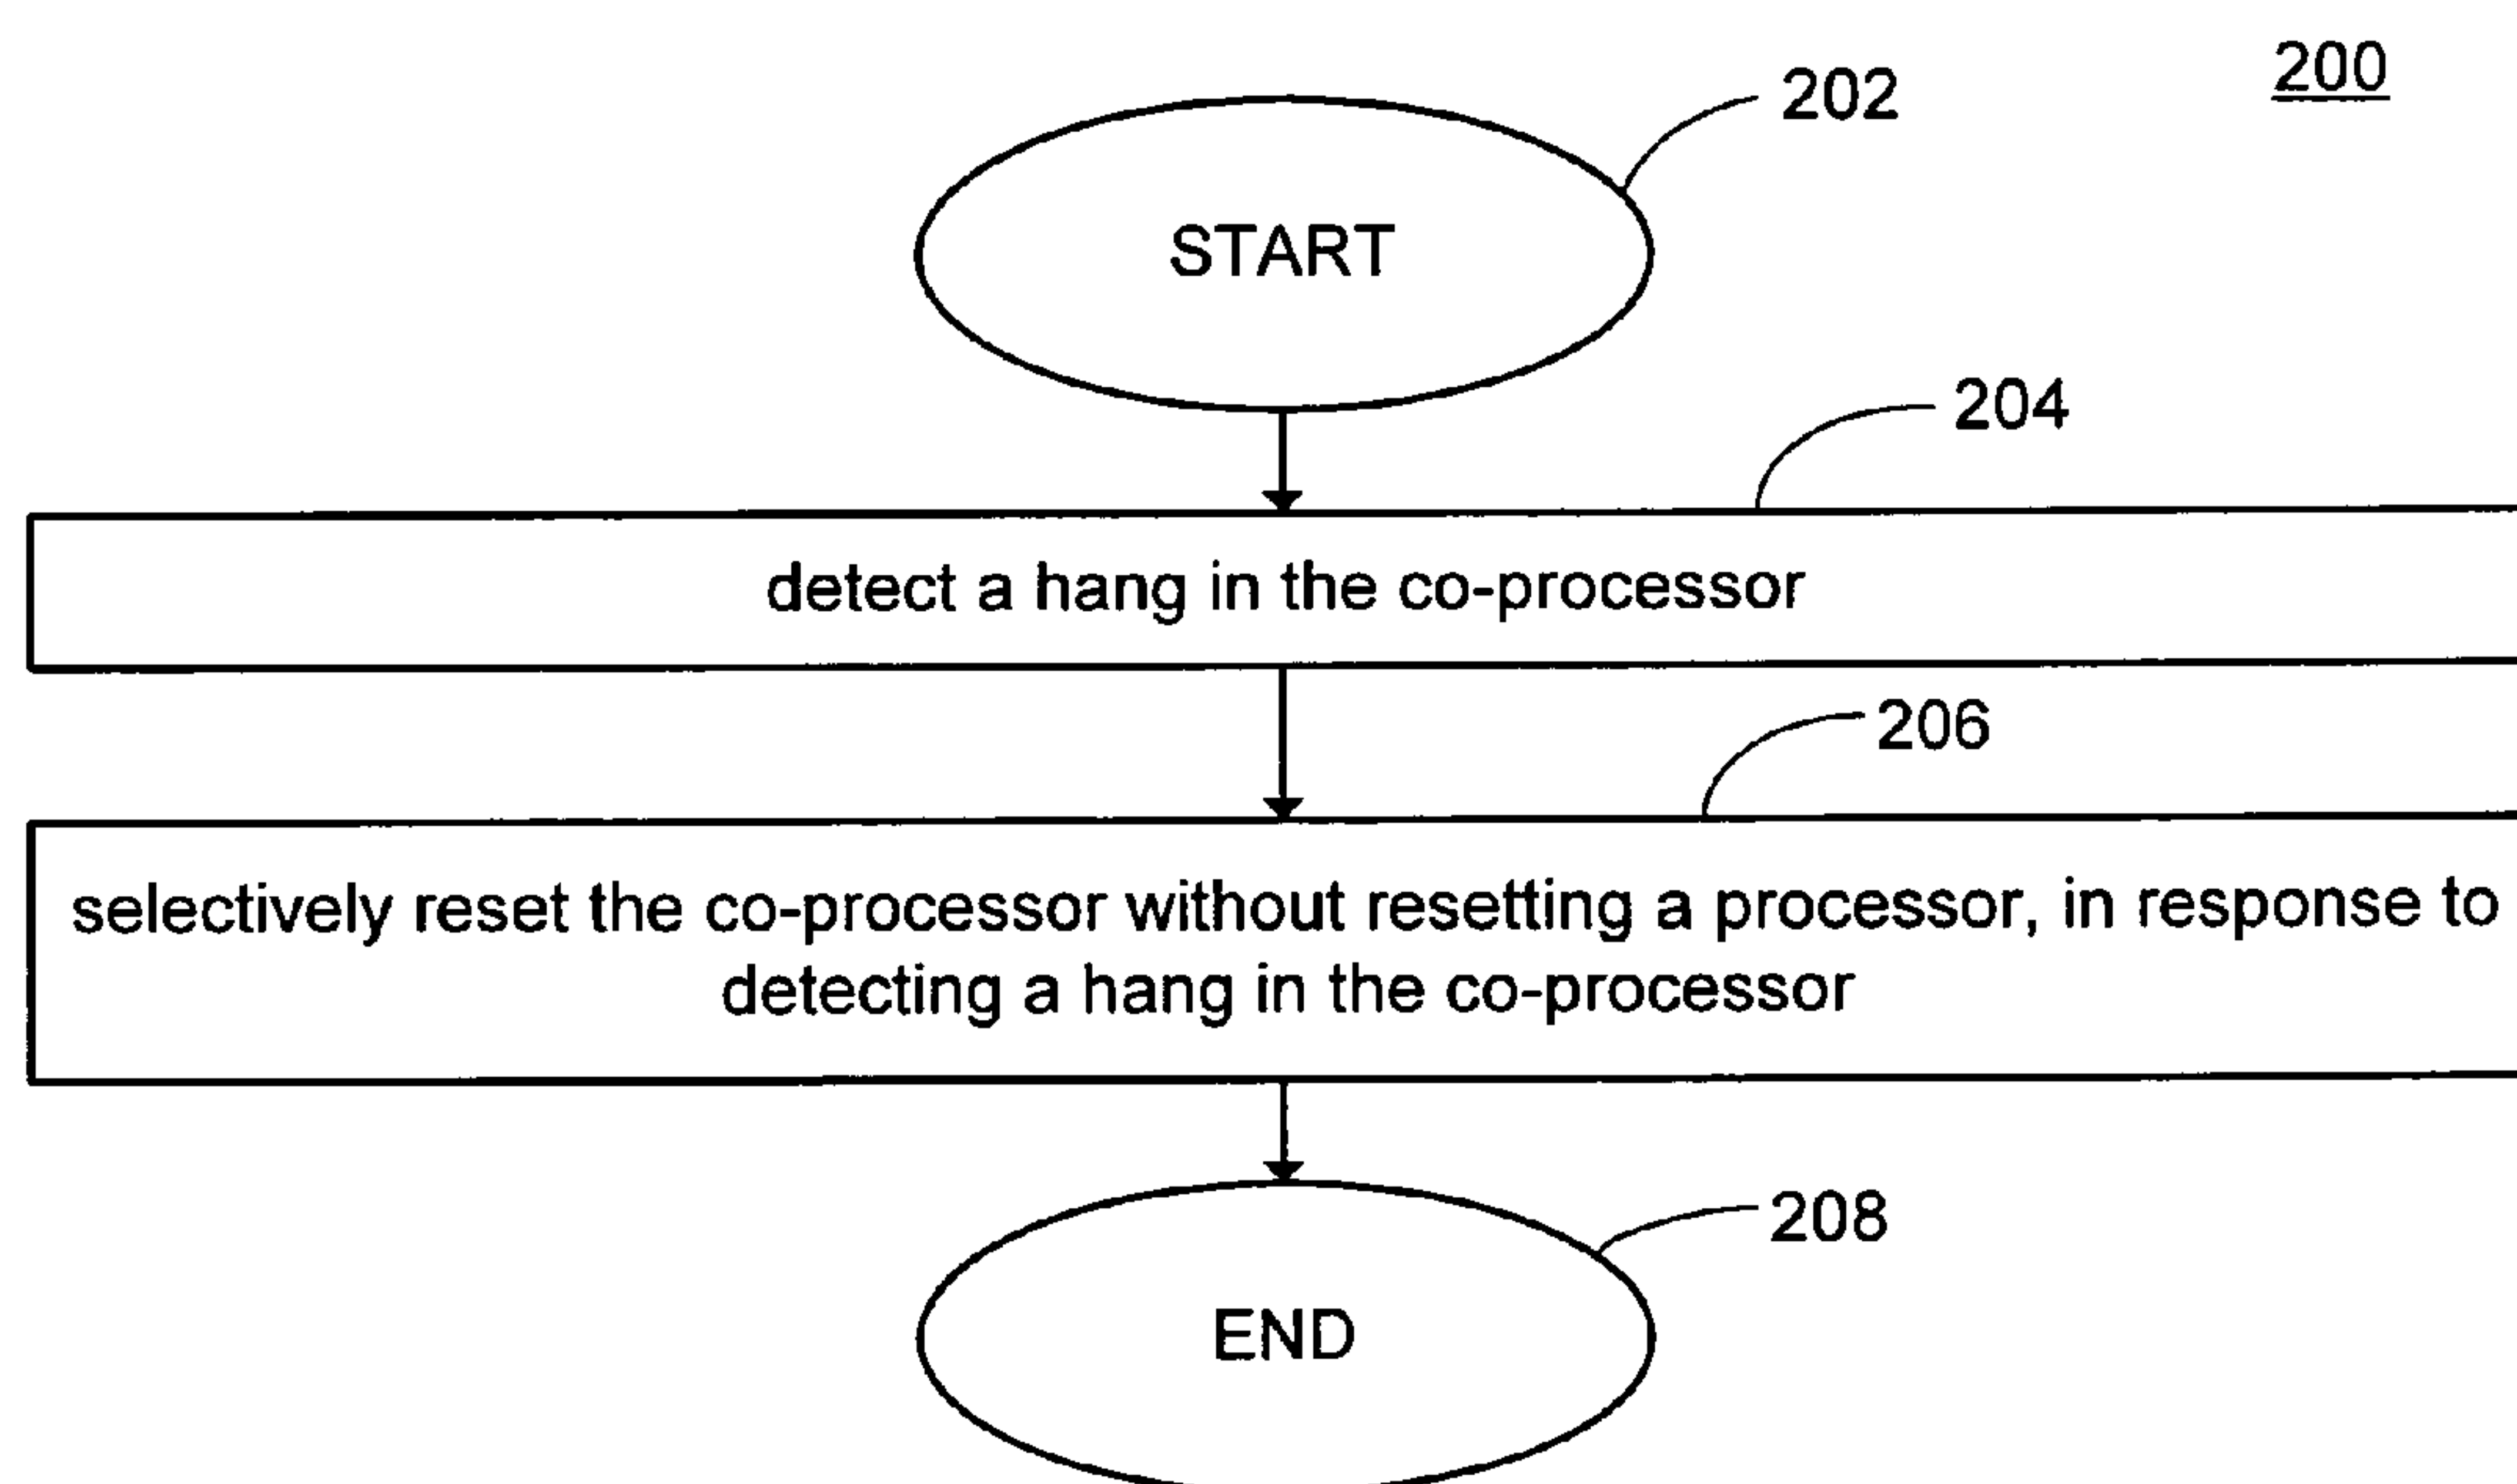 200
202
START
204
detect a hang in the co-processor
206
selectively reset the co-processor without resetting a processor, in response to
detecting a hang in the co-processor
208
END